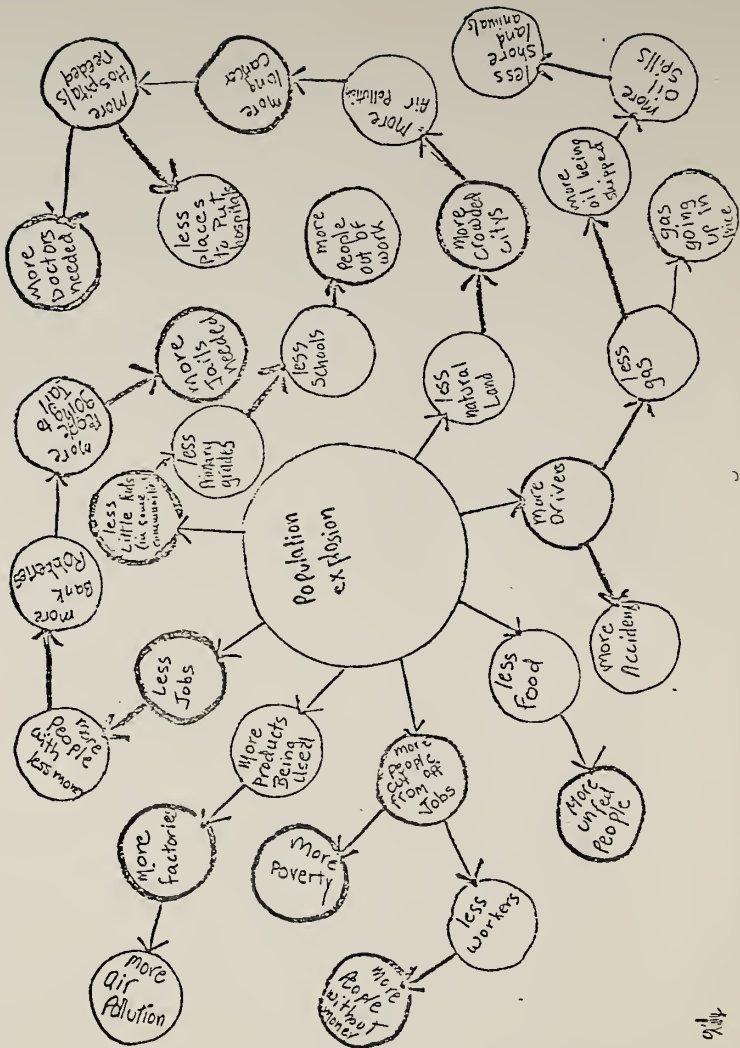 Population
explosion
less
Little kids
(in some
communities)
less
Primary
grades
less
Schools
more
People
out of
work
less
natural
Land
more
crowded
citys
more
Air Pollution
more
long
cancer
more
Hospitals
needed
More
Doctors
needed
less
places
to Put
hospitals
More
Drivers
more
Accidents
less
gas
gas
going
up in
price
more
oil being
shipped
more
oil
spills
less
shore
land
animals
less
food
More
unfed
People
more
People
cut
from
Jobs
more
Poverty
less
workers
more
People
without
money
More
Products
Being
Used
More
factories
more
air
Pollution
Less
Jobs
more
People
with
less money
more
Bank
Robberies
more
People
going to
Jail
more
Jails
needed